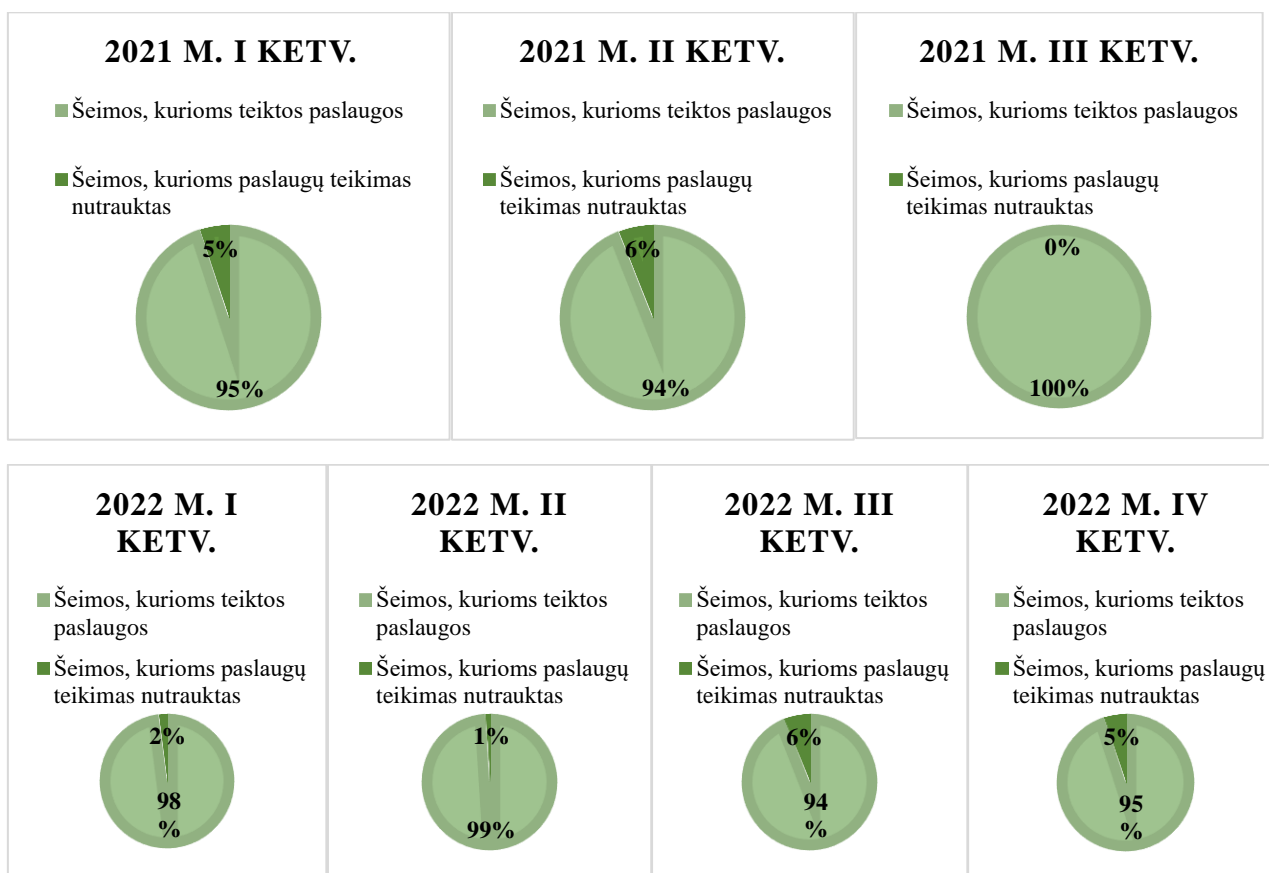 2021 M. I KETV.
Šeimos, kurioms teiktos paslaugos
Šeimos, kurioms paslaugų teikimas
nutrauktas
5%
95%
2021 M. II KETV.
Šeimos, kurioms teiktos paslaugos
Šeimos, kurioms paslaugų
teikimas nutrauktas
6%
94%
2021 M. III KETV.
Šeimos, kurioms teiktos paslaugos
Šeimos, kurioms paslaugų
teikimas nutrauktas
0%
100%
2022 M. I
KETV.
Šeimos, kurioms teiktos
paslaugos
Šeimos, kurioms paslaugų
teikimas nutrauktas
2%
98
%
2022 M. II
KETV.
Šeimos, kurioms teiktos
paslaugos
Šeimos, kurioms paslaugų
teikimas nutrauktas
1%
99%
2022 M. III
KETV.
Šeimos, kurioms teiktos
paslaugos
Šeimos, kurioms paslaugų
teikimas nutrauktas
6%
94
%
2022 M. IV
KETV.
Šeimos, kurioms teiktos
paslaugos
Šeimos, kurioms paslaugų
teikimas nutrauktas
5%
95
%